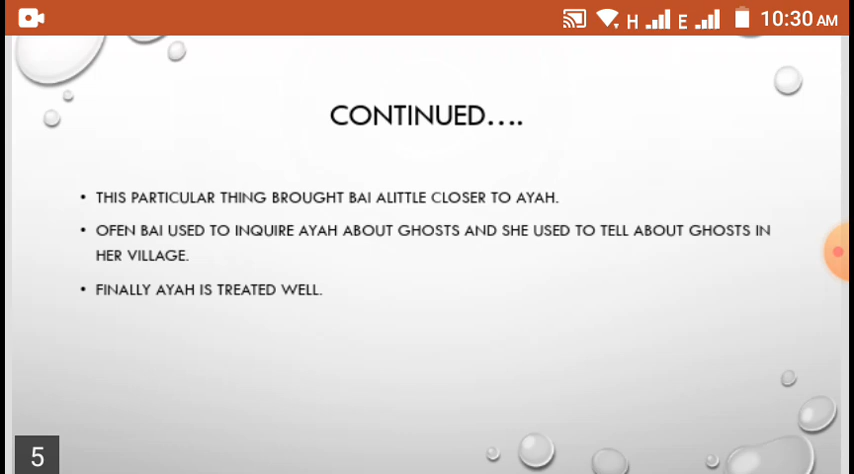 H E 10:30 AM
CONTINUED….
• THIS PARTICULAR THING BROUGHT BAI ALITTLE CLOSER TO AYAH.
• OFEN BAI USED TO INQUIRE AYAH ABOUT GHOSTS AND SHE USED TO TELL ABOUT GHOSTS IN
HER VILLAGE.
• FINALLY AYAH IS TREATED WELL.
5